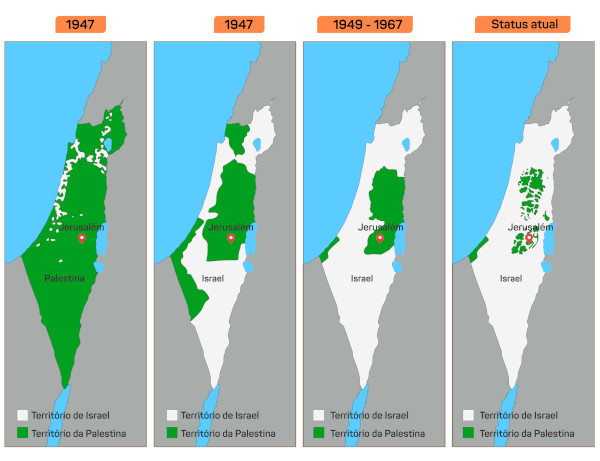 1947
1947
1949 - 1967
Status atual
Jerusalém
Palestina
Território de Israel
Território da Palestina
Jerusalém
Israel
Território de Israel
Território da Palestina
Jerusalém
Israel
Território de Israel
Território da Palestina
Jerusalém
Israel
Território de Israel
Território da Palestina